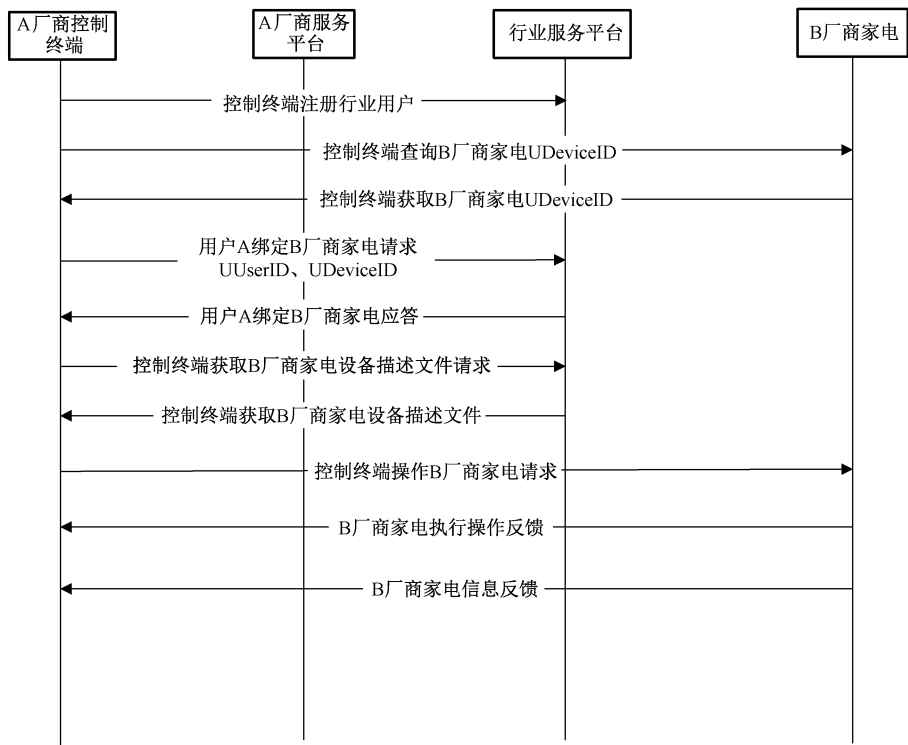 A厂商控制
终端
A厂商服务
平台
行业服务平台
B厂商家电
控制终端注册行业用户
控制终端查询B厂商家电UDeviceID
控制终端获取B厂商家电UDeviceID
用户A绑定B厂商家电请求
UUserID、UDeviceID
用户A绑定B厂商家电应答
控制终端获取B厂商家电设备描述文件请求
控制终端获取B厂商家电设备描述文件
控制终端操作B厂商家电请求
B厂商家电执行操作反馈
B厂商家电信息反馈